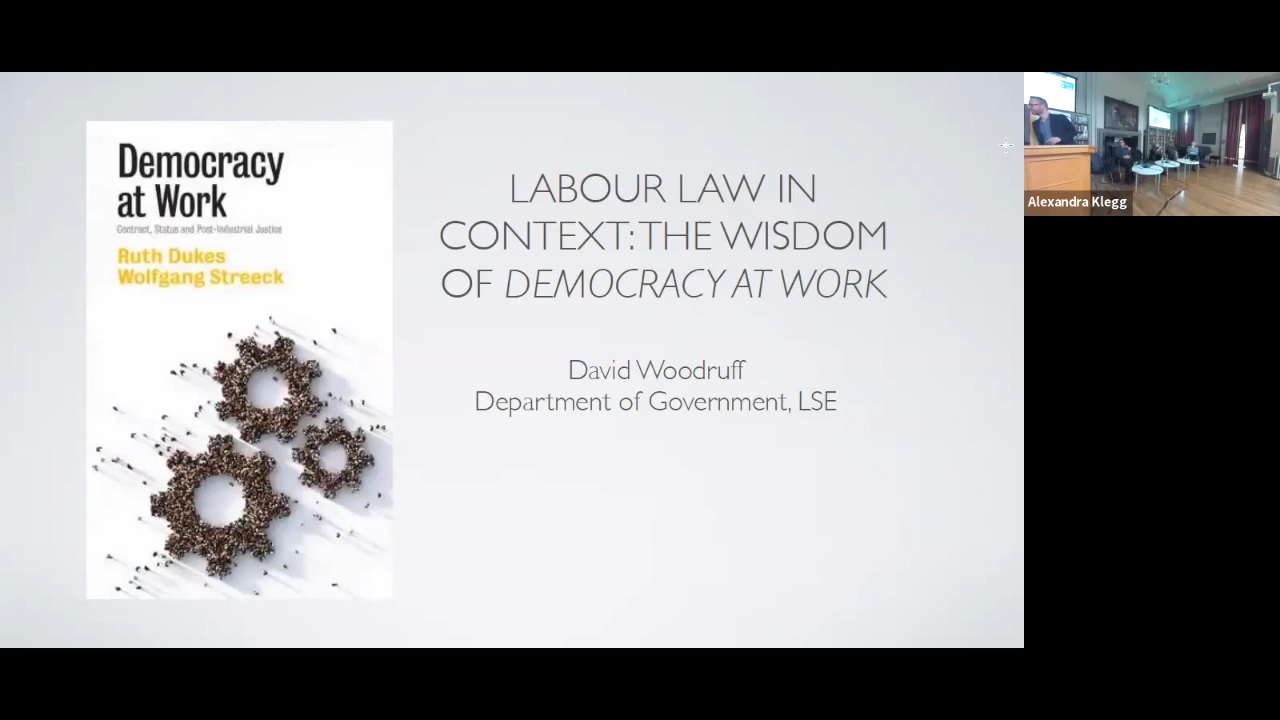 Democracy
at Work
Contract, Status and Post-Industrial Justice
Ruth Dukes
Wolfgang Streeck
LABOUR LAW IN
CONTEXT: THE WISDOM
OF DEMOCRACY AT WORK
David Woodruff
Department of Government, LSE
Alexandra Klegg